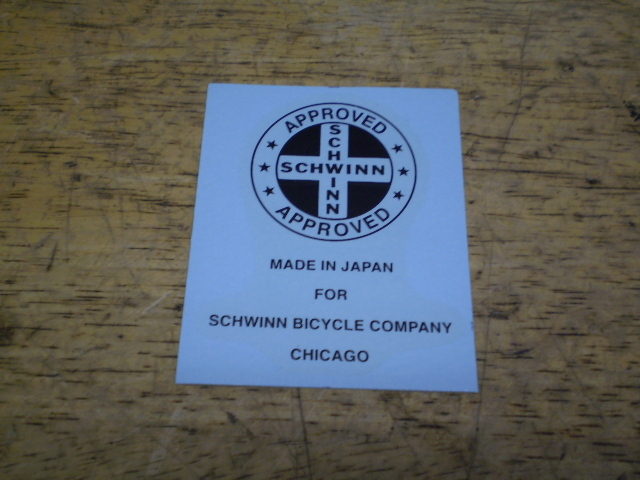 APPROVED
SCHWINN
SCHWINN
APPROVED
MADE IN JAPAN
FOR
SCHWINN BICYCLE COMPANY
CHICAGO